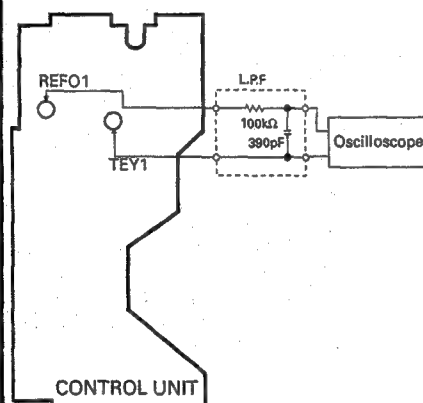 L.P.F
REFO1
100kΩ
390pF
Oscilloscope
TEY1
CONTROL UNIT